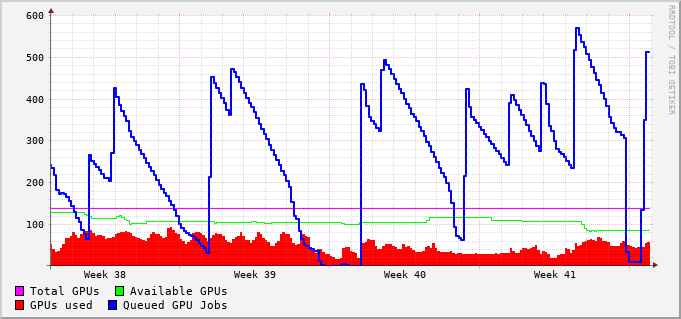 600
500
400
300
200
100
Week 38 Week 39 Week 40 Week 41
Total GPUs Available GPUs
GPUs used Queued GPU Jobs
RRDTOOL / TOBI OETIKER